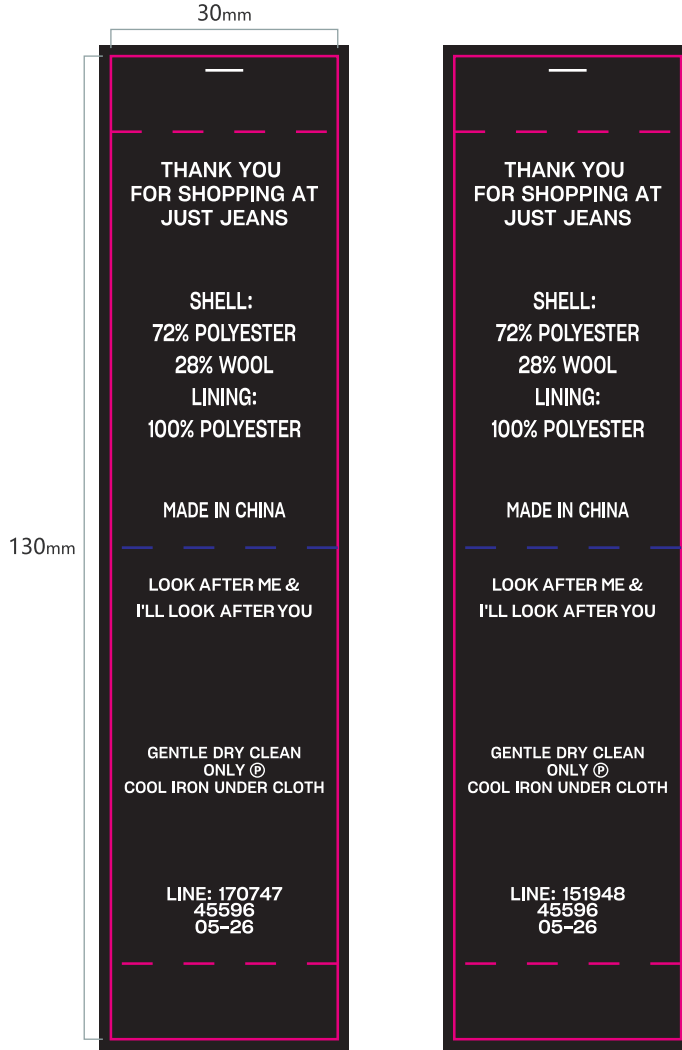 30mm
130mm
THANK YOU
FOR SHOPPING AT
JUST JEANS
SHELL:
72% POLYESTER
28% WOOL
LINING:
100% POLYESTER
MADE IN CHINA
LOOK AFTER ME &
I'LL LOOK AFTER YOU
GENTLE DRY CLEAN
ONLY Ⓟ
COOL IRON UNDER CLOTH
LINE: 170747
45596
05-26
THANK YOU
FOR SHOPPING AT
JUST JEANS
SHELL:
72% POLYESTER
28% WOOL
LINING:
100% POLYESTER
MADE IN CHINA
LOOK AFTER ME &
I'LL LOOK AFTER YOU
GENTLE DRY CLEAN
ONLY Ⓟ
COOL IRON UNDER CLOTH
LINE: 151948
45596
05-26